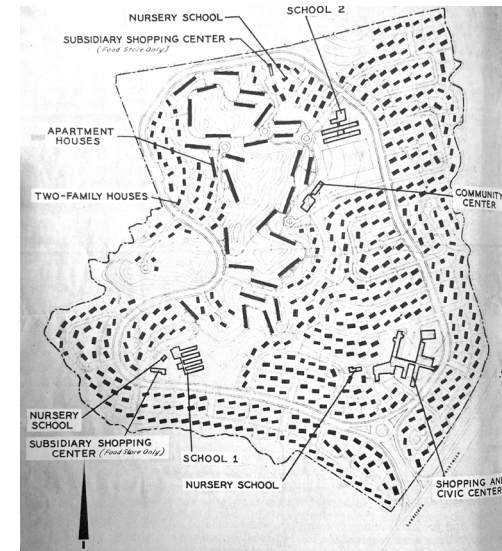 NURSERY SCHOOL
SCHOOL 2
SUBSIDIARY SHOPPING CENTER
(Food Store Only)
APARTMENT
HOUSES
TWO-FAMILY HOUSES
COMMUNITY
CENTER
NURSERY
SCHOOL
SUBSIDIARY SHOPPING
CENTER (Food Store Only)
SCHOOL 1
NURSERY SCHOOL
SHOPPING AN
CIVIC CENTER